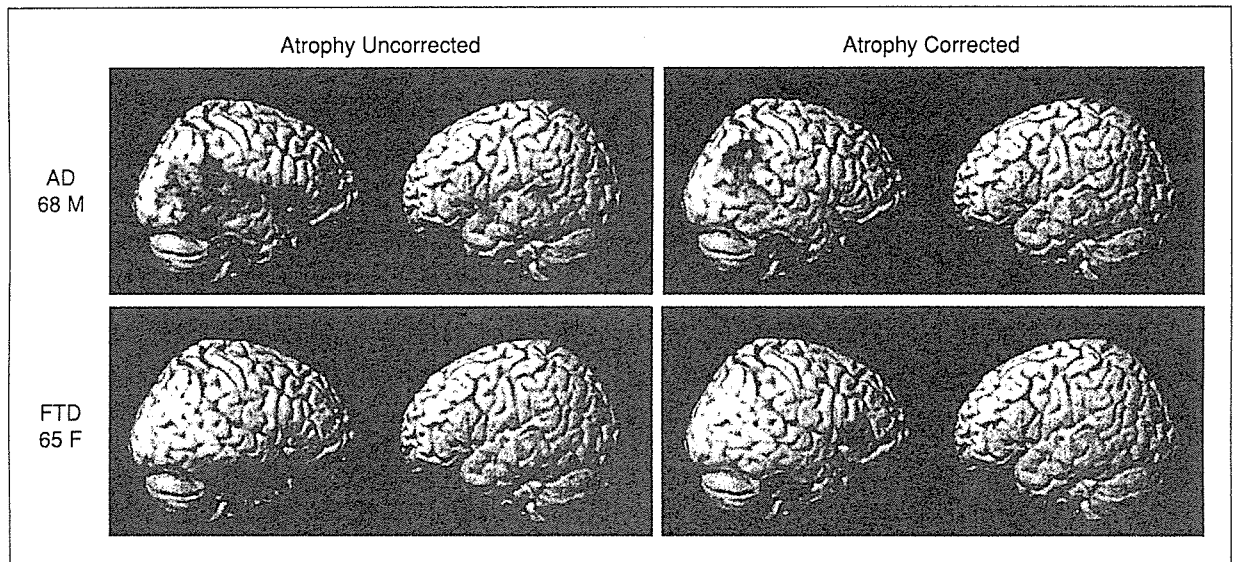 Atrophy Uncorrected
Atrophy Corrected
AD
68 M
FTD
65 F